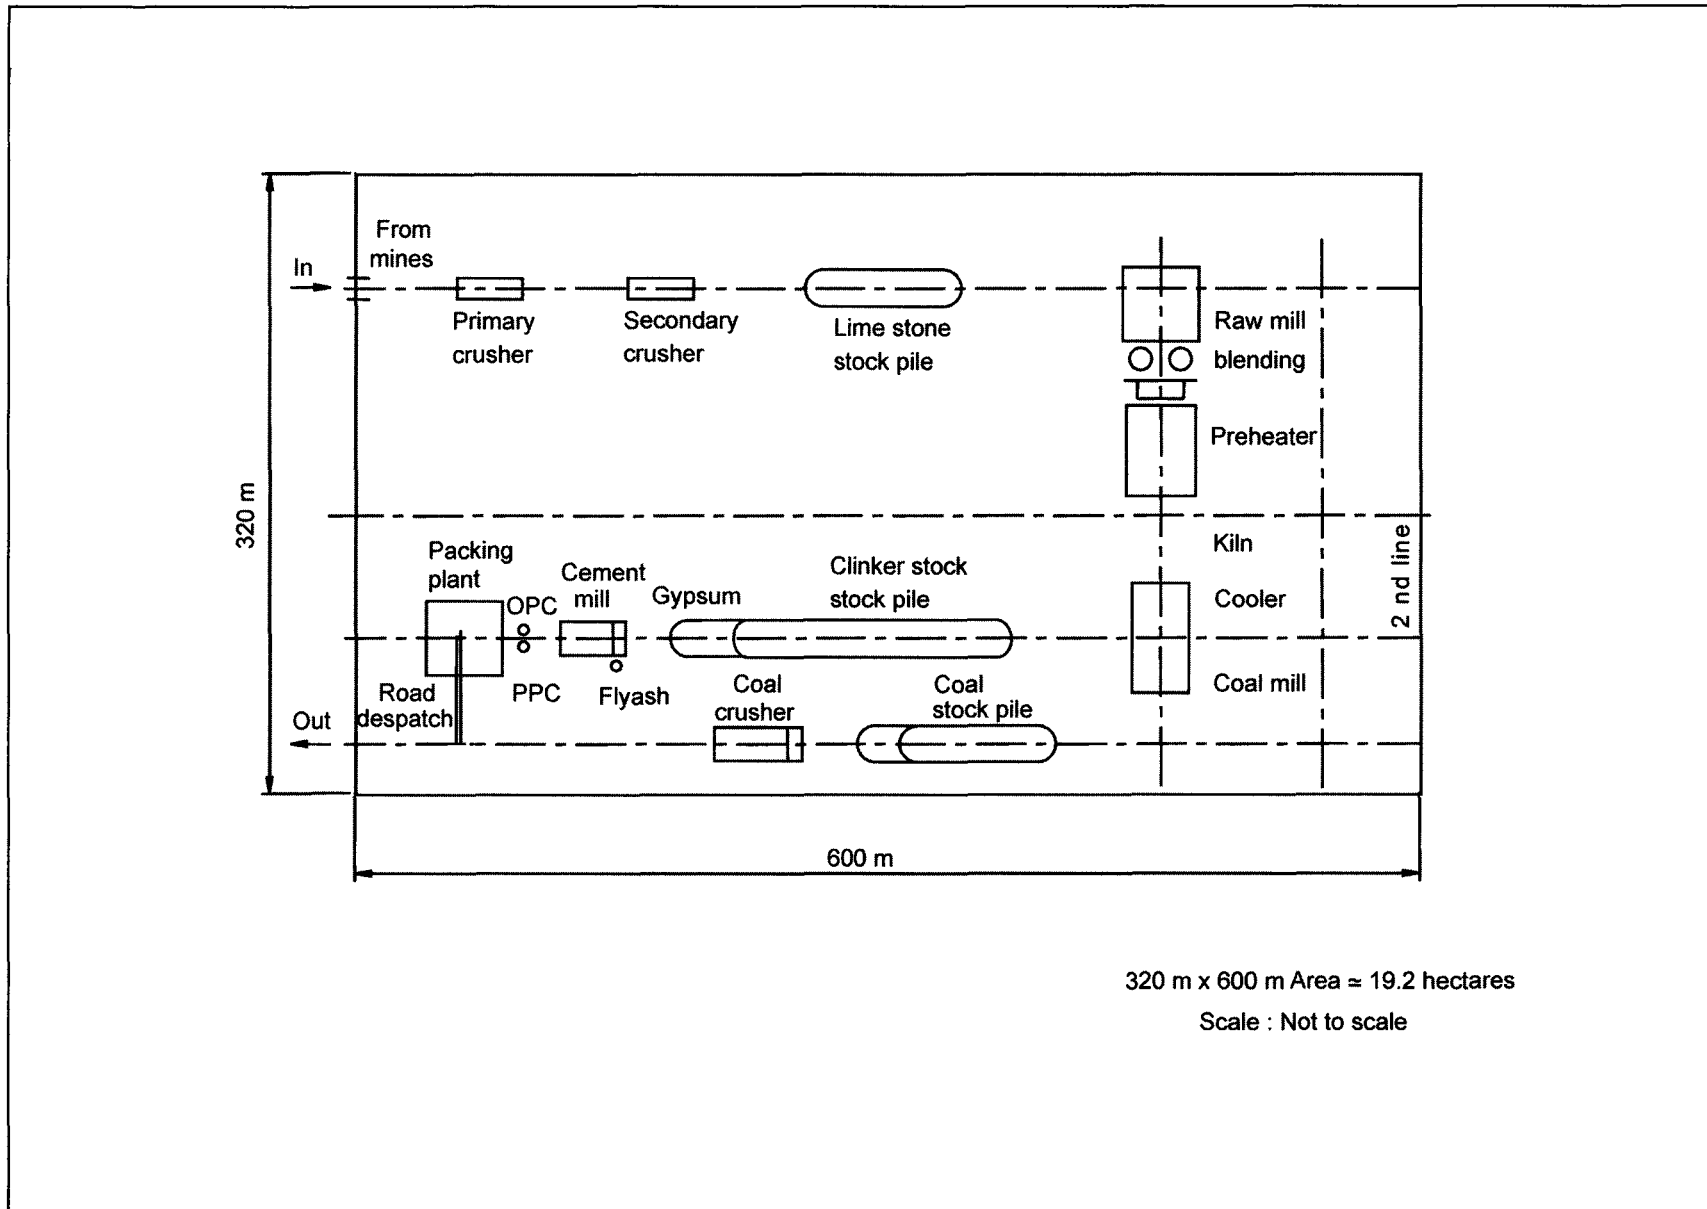 From
mines
In
Primary
crusher
Secondary
crusher
Lime stone
stock pile
Raw mill
blending
Preheater
320 m
Kiln
2 nd line
Packing
plant
OPC
Cement
mill
Gypsum
Clinker stock
stock pile
Cooler
Road
despatch
PPC
Flyash
Coal
crusher
Coal
stock pile
Coal mill
Out
600 m
320 m x 600 m Area ≃ 19.2 hectares
Scale : Not to scale